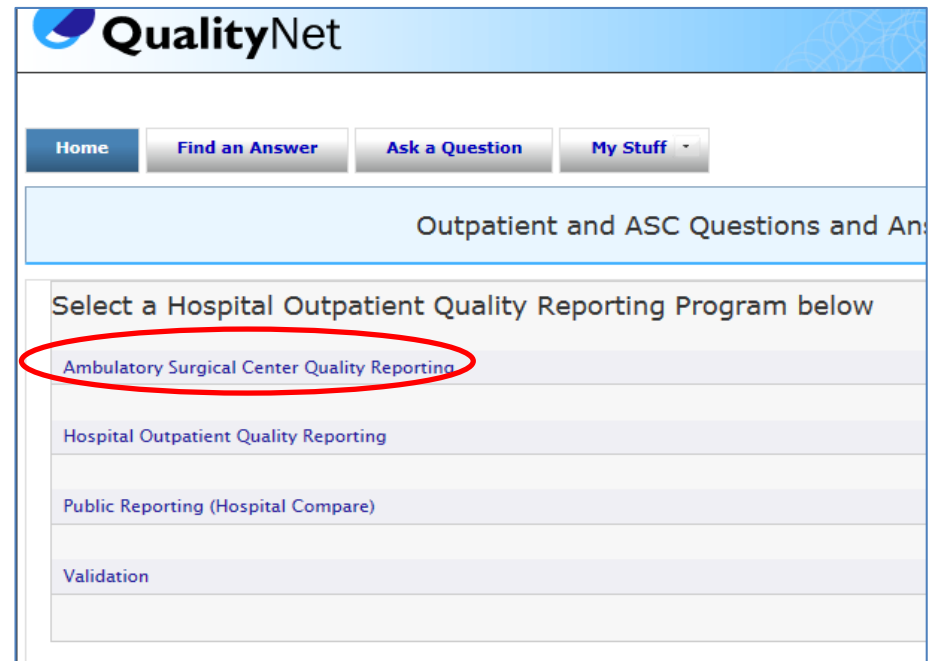 QualityNet
Home Find an Answer Ask a Question My Stuff
Outpatient and ASC Questions and
Select a Hospital Outpatient Quality Reporting Program below
Ambulatory Surgical Center Quality Reporting
Hospital Outpatient Quality Reporting
Public Reporting (Hospital Compare)
Validation